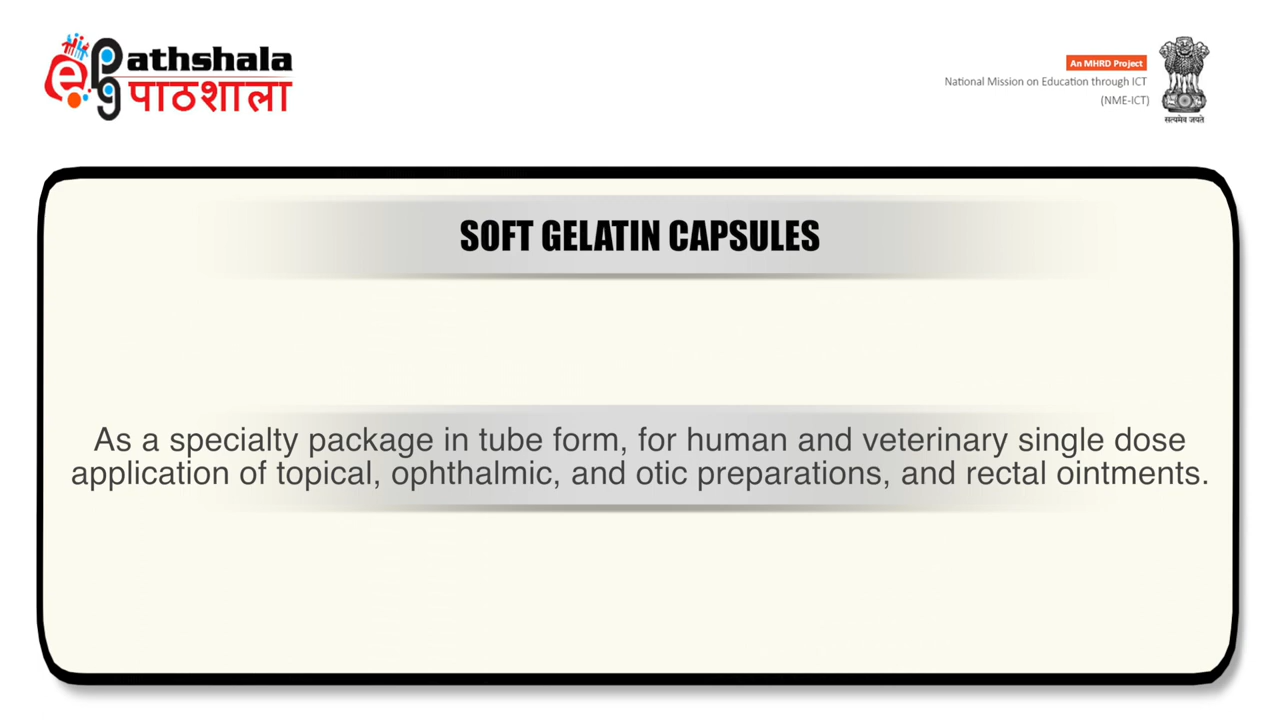 e Pg athshala
पाठशाला
An MHRD Project
National Mission on Education through ICT
(NME-ICT)
सत्यमेव जयते
SOFT GELATIN CAPSULES
As a specialty package in tube form, for human and veterinary single dose
application of topical, ophthalmic, and otic preparations, and rectal ointments.